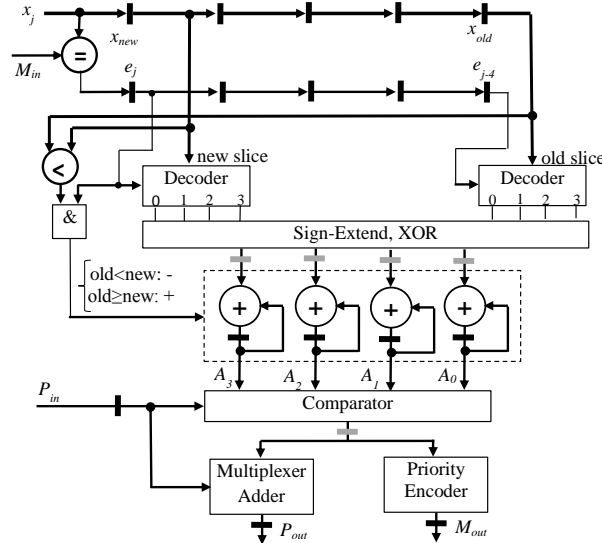 x_j
x_new
x_old
=
M_in
e_j
e_{j-4}
new slice
old slice
<
Decoder
0 1 2 3
Decoder
0 1 2 3
&
Sign-Extend, XOR
old<new: -
old≥new: +
+ + + +
A_3 A_2 A_1 A_0
P_in
Comparator
Multiplexer
Adder
Priority
Encoder
P_out
M_out